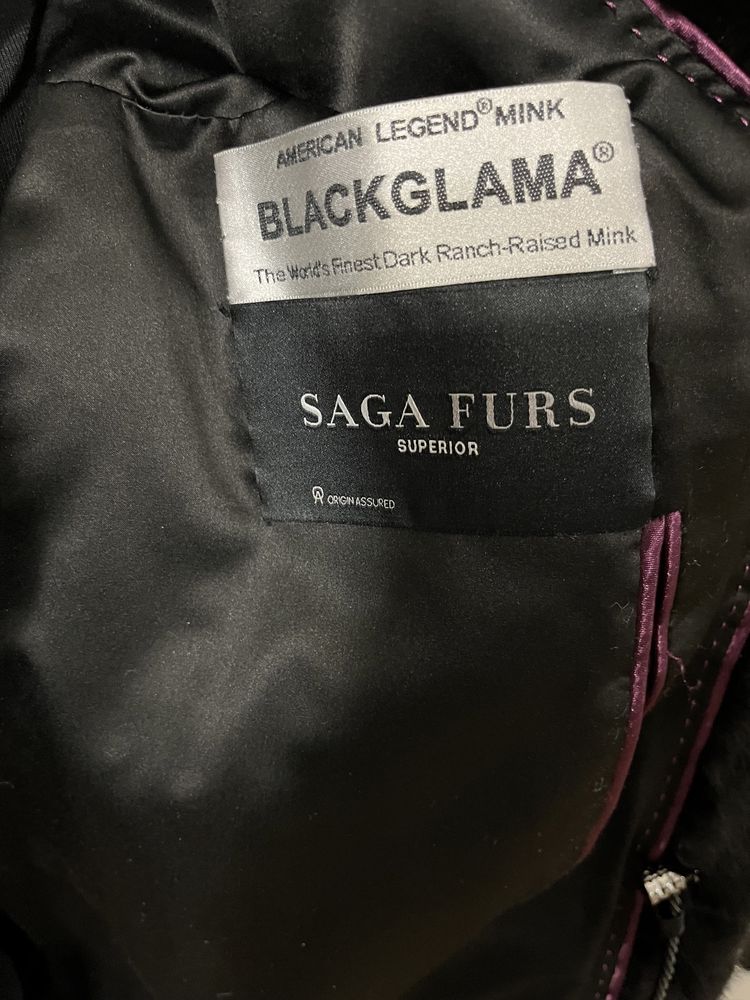 AMERICAN LEGEND® MINK
BLACKGLAMA®
The World's Finest Dark Ranch-Raised Mink
SAGA FURS
SUPERIOR
ORIGIN ASSURED